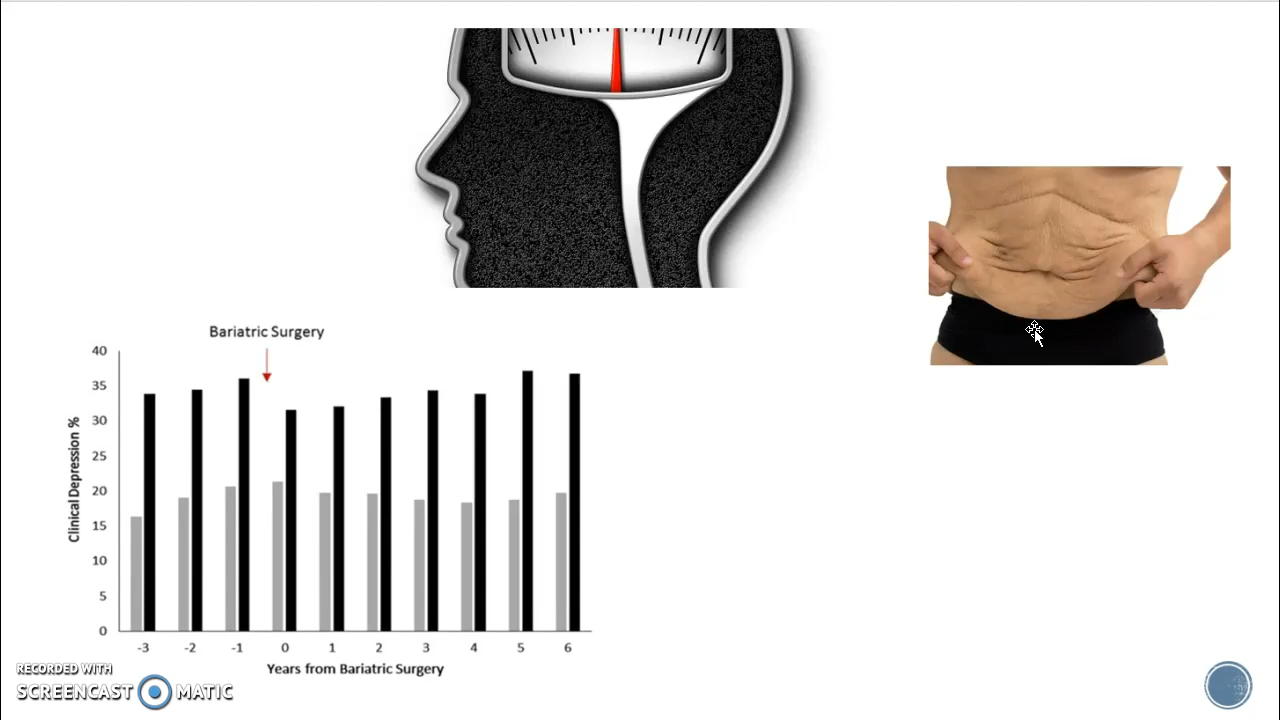 Bariatric Surgery
40
35
30
25
20
15
10
5
0
Clinical Depression %
-3 -2 -1 0 1 2 3 4 5 6
Years from Bariatric Surgery
RECORDED WITH
SCREENCAST MATIC